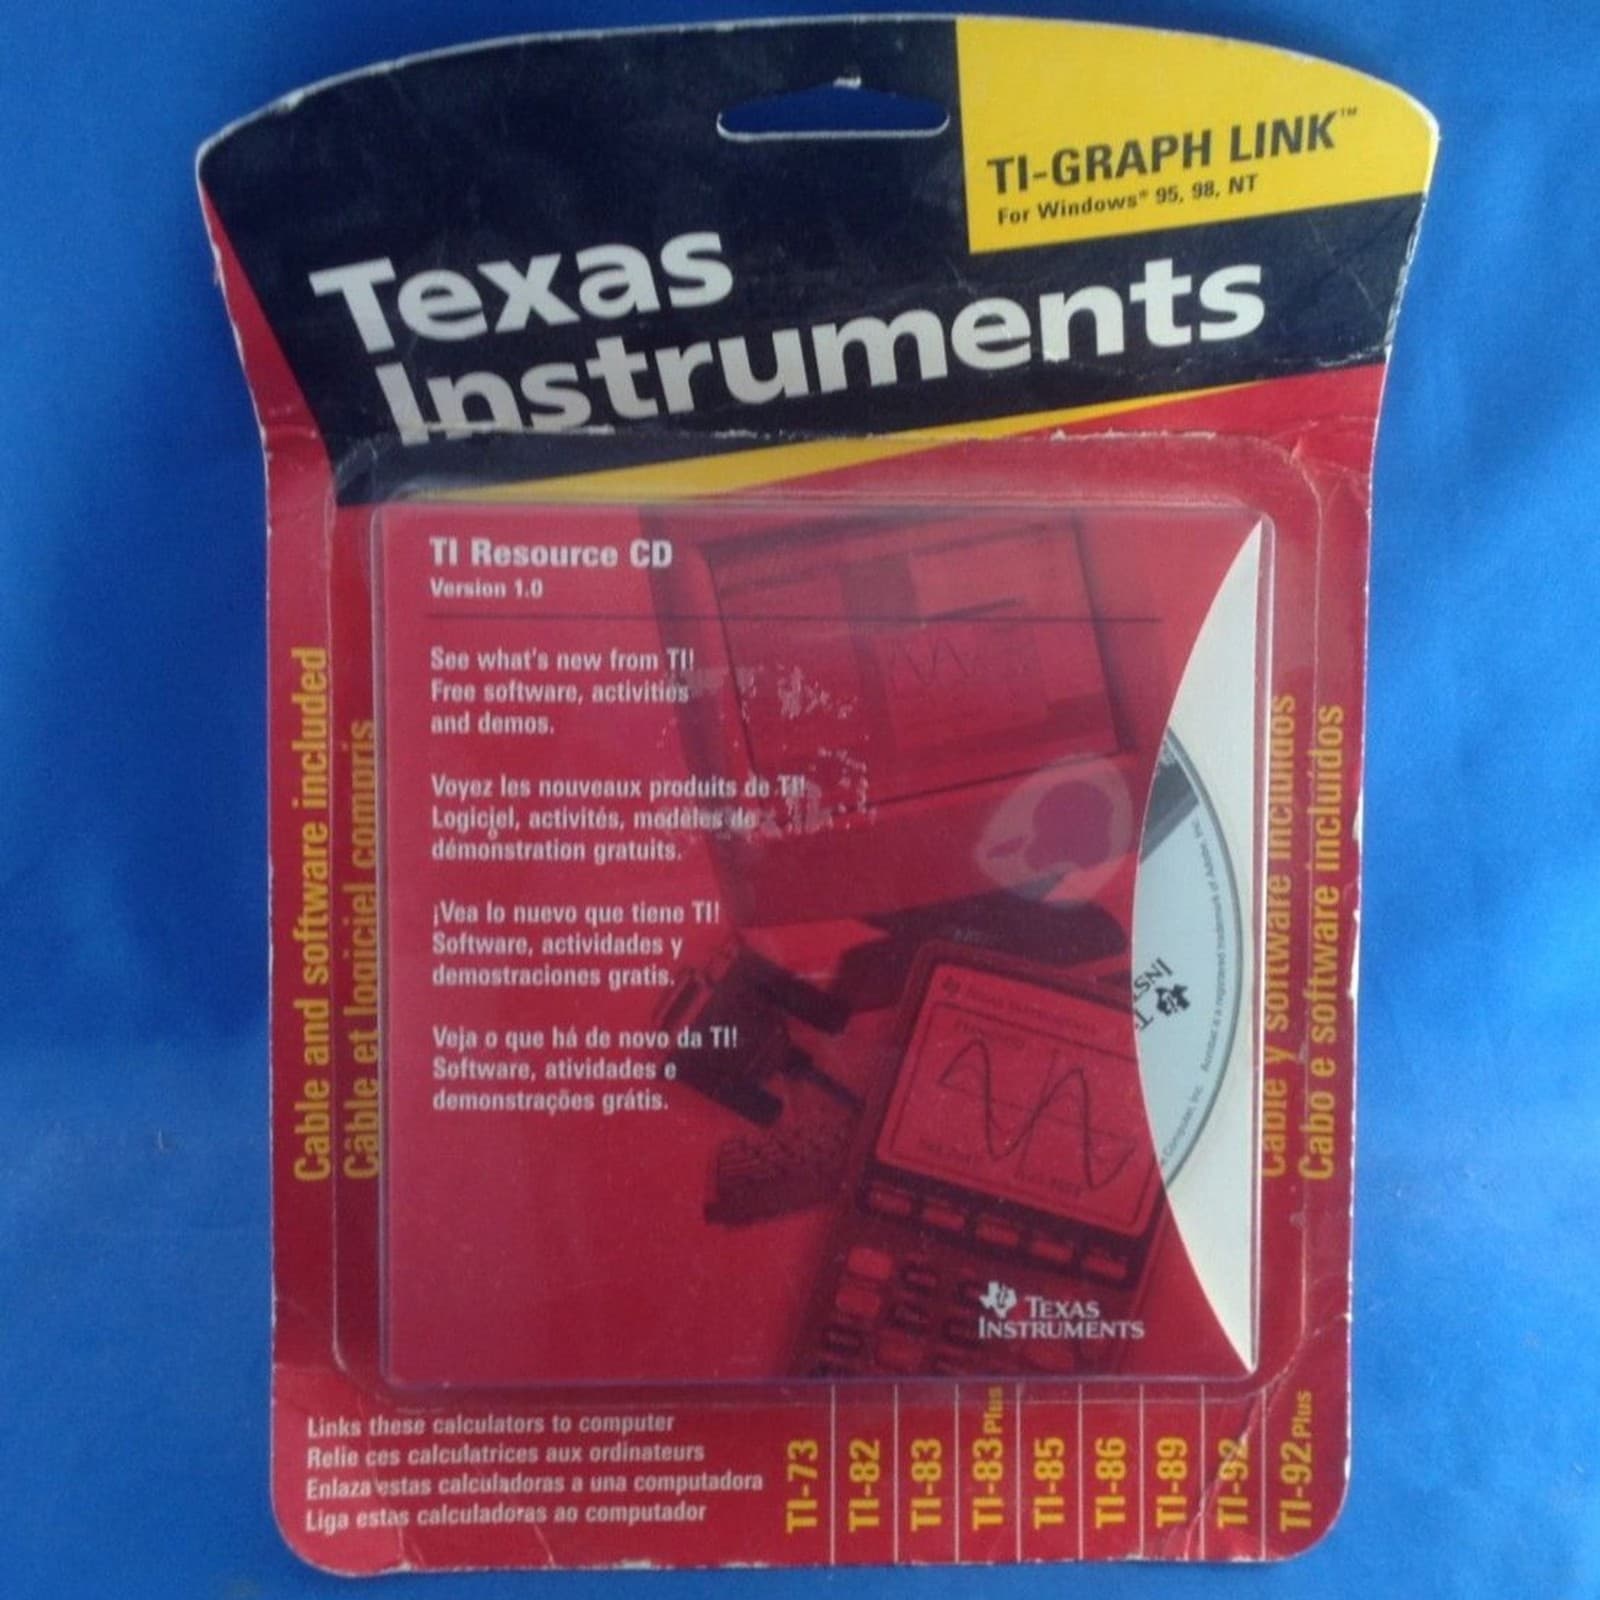 TI-GRAPH LINK™
For Windows® 95, 98, NT
Texas
Instruments
TI Resource CD
Version 1.0
See what's new from TI!
Free software, activities
and demos.
Voyez les nouveaux produits de TI!
Logiciel, activités, modèles de
démonstration gratuits.
¡Vea lo nuevo que tiene TI!
Software, actividades y
demostraciones gratis.
Veja o que há de novo da TI!
Software, atividades e
demonstrações grátis.
Cable and software included
Câble et logiciel compris
Cable y software incluidos
Cabo e software incluídos
TEXAS
INSTRUMENTS
Links these calculators to computer
Relie ces calculatrices aux ordinateurs
Enlaza estas calculadoras a una computadora
Liga estas calculadoras ao computador
TI-73
TI-82
TI-83
TI-83 Plus
TI-85
TI-86
TI-89
TI-92
TI-92 Plus